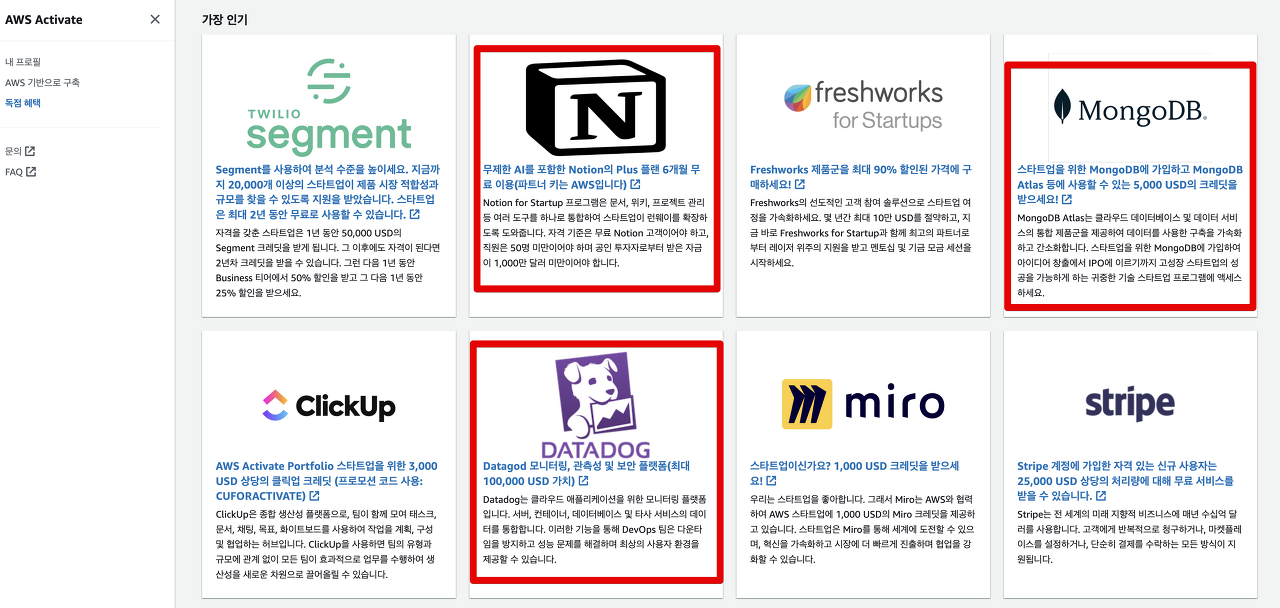 AWS Activate
내 프로필
AWS 기반으로 구축
독점 혜택
문의
FAQ
가장 인기
TWILIO
segment
Segment를 사용하여 분석 수준을 높이세요. 지금까
지 20,000개 이상의 스타트업이 제품 시장 적합성과
규모를 찾을 수 있도록 지원을 받았습니다. 스타트업
은 최대 2년 동안 무료로 사용할 수 있습니다.
자격을 갖춘 스타트업은 1년 동안 50,000 USD의
Segment 크레딧을 받게 됩니다. 그 이후에도 자격이 된다면
2년차 크레딧을 받을 수 있습니다. 그런 다음 1년 동안
Business 티어에서 50% 할인을 받고 그 다음 1년 동안
25% 할인을 받으세요.
N
무제한 AI를 포함한 Notion의 Plus 플랜 6개월 무
료 이용(파트너 키는 AWS입니다)
Notion for Startup 프로그램은 문서, 위키, 프로젝트 관리
등 여러 도구를 하나로 통합하여 스타트업이 런웨이를 확장하
도록 도와줍니다. 자격 기준은 무료 Notion 고객이어야 하고,
직원은 50명 미만이어야 하며 공인 투자자로부터 받은 자금
이 1,000만 달러 미만이어야 합니다.
freshworks
for Startups
Freshworks 제품군을 최대 90% 할인된 가격에 구
매하세요!
Freshworks의 선도적인 고객 참여 솔루션으로 스타트업 여
정을 가속화하세요. 몇 년간 최대 10만 USD를 절약하고, 지
금 바로 Freshworks for Startup과 함께 최고의 파트너로
부터 레이저 위주의 지원을 받고 멘토십 및 기금 모금 세션을
시작하세요.
MongoDB.
스타트업을 위한 MongoDB에 가입하고 MongoDB
Atlas 등에 사용할 수 있는 5,000 USD의 크레딧을
받으세요!
MongoDB Atlas는 클라우드 데이터베이스 및 데이터 서비
스의 통합 제품군을 제공하여 데이터를 사용한 구축을 가속화
하고 간소화합니다. 스타트업을 위한 MongoDB에 가입하여
아이디어 창출에서 IPO에 이르기까지 고성장 스타트업의 성
공을 가능하게 하는 귀중한 기술 스타트업 프로그램에 액세스
하세요.
ClickUp
AWS Activate Portfolio 스타트업을 위한 3,000
USD 상당의 클릭업 크레딧 (프로모션 코드 사용:
CUFORACTIVATE)
ClickUp은 종합 생산성 플랫폼으로, 팀이 함께 모여 태스크,
문서, 채팅, 목표, 화이트보드를 사용하여 작업을 계획, 구성
및 협업하는 허브입니다. ClickUp을 사용하면 팀의 유형과
규모에 관계 없이 모든 팀이 효과적으로 업무를 수행하여 생
산성을 새로운 차원으로 끌어올릴 수 있습니다.
DATADOG
Datagod 모니터링, 관측성 및 보안 플랫폼(최대
100,000 USD 가치)
Datadog는 클라우드 애플리케이션을 위한 모니터링 플랫폼
입니다. 서버, 컨테이너, 데이터베이스 및 타사 서비스의 데이
터를 통합합니다. 이러한 기능을 통해 DevOps 팀은 다운타
임을 방지하고 성능 문제를 해결하며 최상의 사용자 환경을
제공할 수 있습니다.
miro
스타트업이신가요? 1,000 USD 크레딧을 받으세
요!
우리는 스타트업을 좋아합니다. 그래서 Miro는 AWS와 협력
하여 AWS 스타트업에 1,000 USD의 Miro 크레딧을 제공하
고 있습니다. 스타트업은 Miro를 통해 세계에 도전할 수 있으
며, 혁신을 가속화하고 시장에 더 빠르게 진출하며 협업을 강
화할 수 있습니다.
stripe
Stripe 계정에 가입한 자격 있는 신규 사용자는
25,000 USD 상당의 처리량에 대해 무료 서비스를
받을 수 있습니다.
Stripe는 전 세계의 미래 지향적 비즈니스에 매년 수십억 달
러를 사용합니다. 고객에게 반복적으로 청구하거나, 마켓플레
이스를 설정하거나, 단순히 결제를 수락하는 모든 방식이 지
원됩니다.